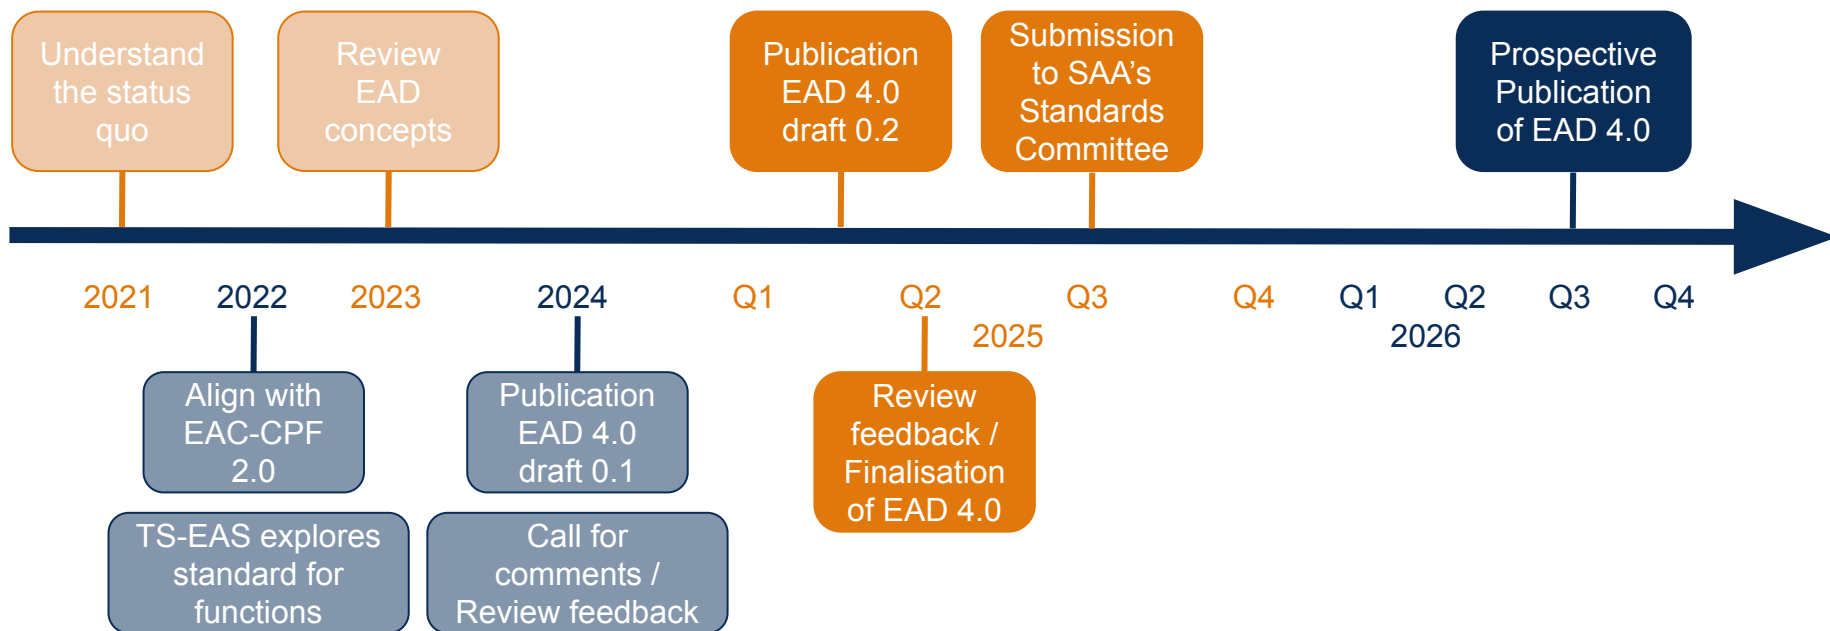 Understand
the status
quo
Review
EAD
concepts
Publication
EAD 4.0
draft 0.2
Submission
to SAA's
Standards
Committee
Prospective
Publication
of EAD 4.0
2021
2022
2023
2024
Q1
Q2
Q3
Q4
Q1
Q2
Q3
Q4
2025
2026
Align with
EAC-CPF
2.0
Publication
EAD 4.0
draft 0.1
Review
feedback /
Finalisation
of EAD 4.0
TS-EAS explores
standard for
functions
Call for
comments /
Review feedback